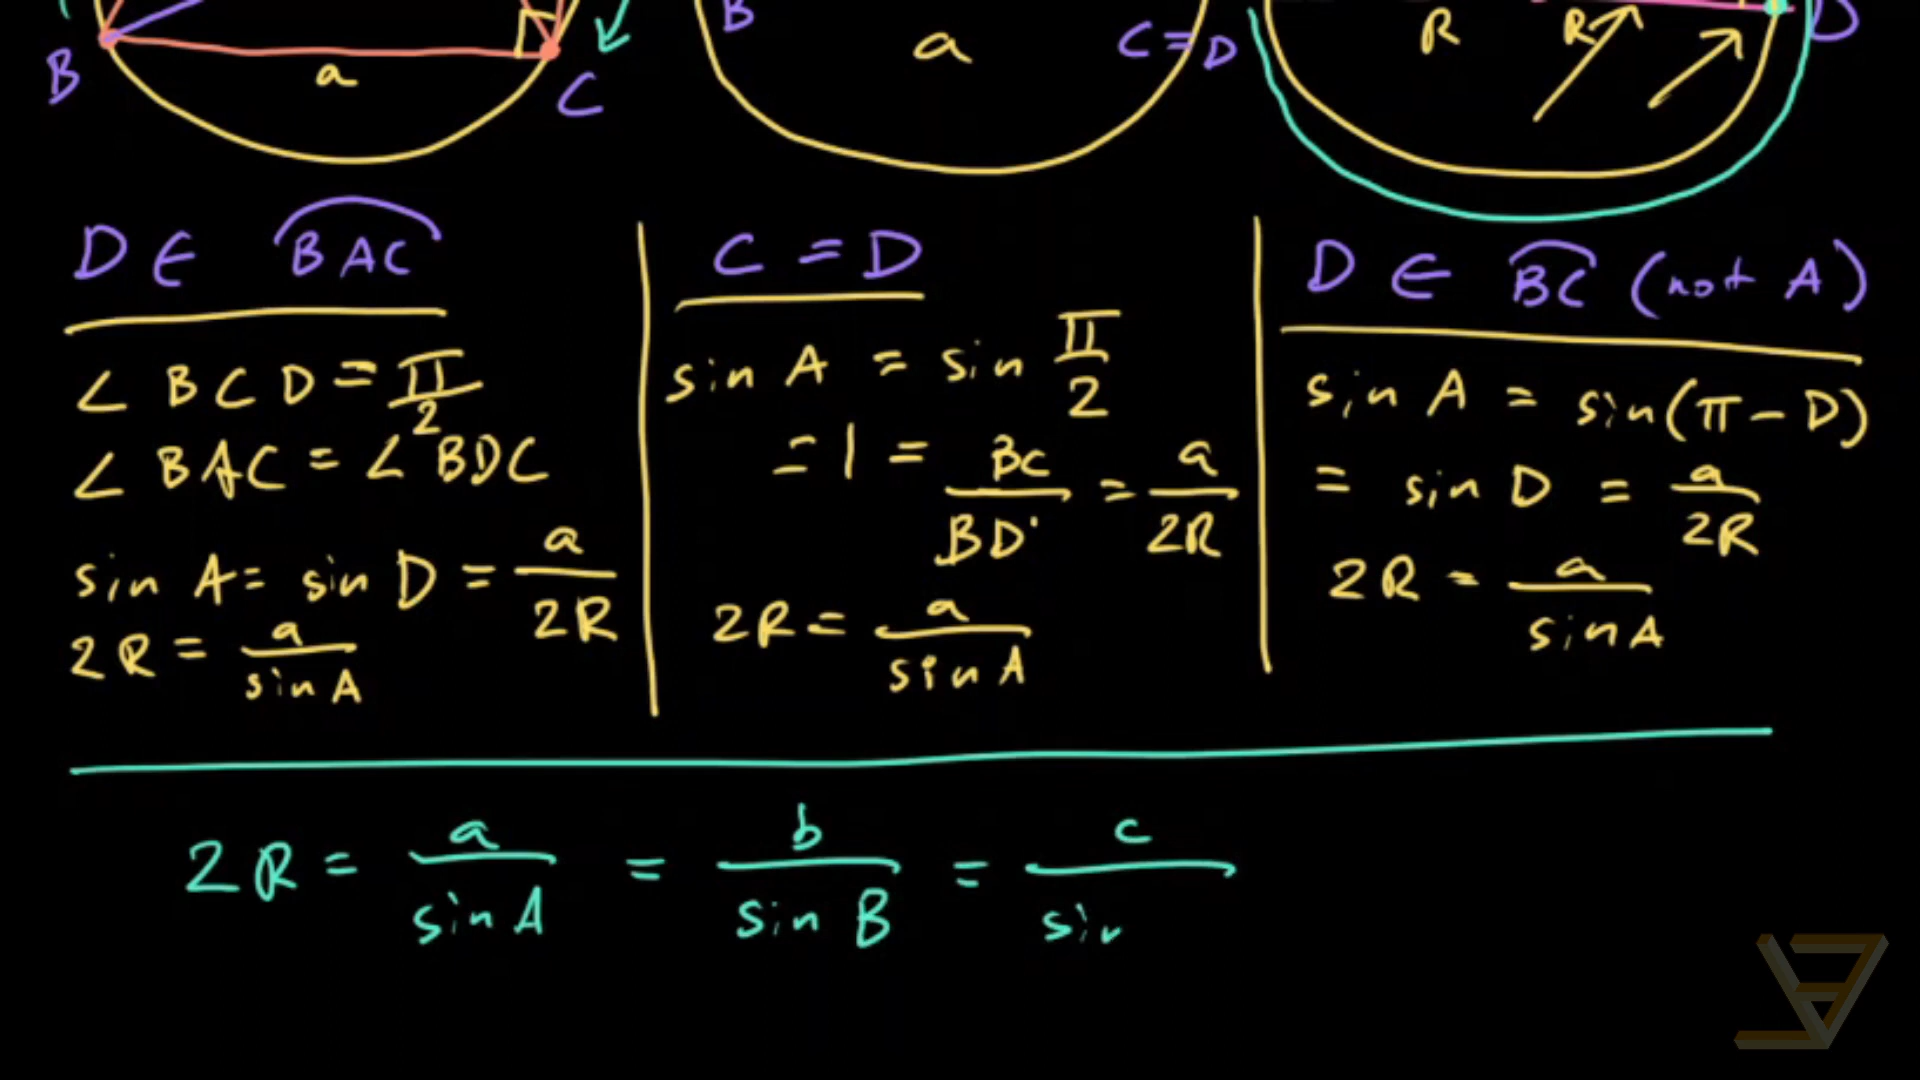 B a C
B a C = D
R R D
D ∈ BAC
∠ BCD = π/2
∠ BAC = ∠ BDC
sin A = sin D = a/2R
2R = a/sin A
C = D
sin A = sin π/2
= 1 = BC/BD = a/2R
2R = a/sin A
D ∈ BC (not A)
sin A = sin(π - D)
= sin D = a/2R
2R = a/sin A
2R = a/sin A = b/sin B = c/sin